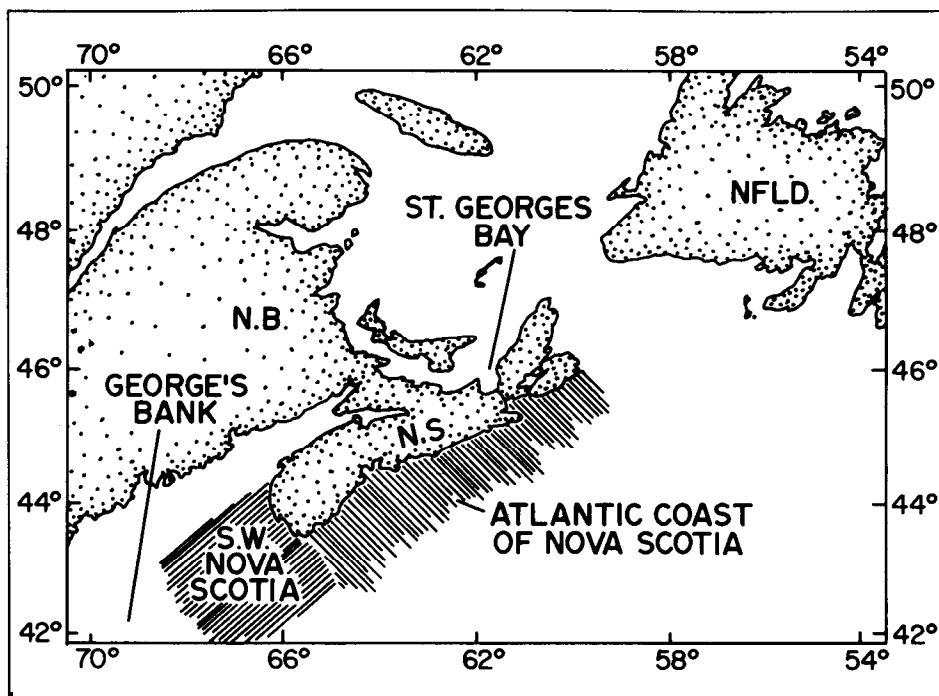 70° 66° 62° 58° 54°
50° 50°
NFLD.
ST. GEORGES
BAY
48° 48°
N.B.
46° 46°
GEORGE'S
BANK
N.S.
44° 44°
ATLANTIC COAST
OF NOVA SCOTIA
S.W.
NOVA
SCOTIA
42° 42°
70° 66° 62° 58° 54°